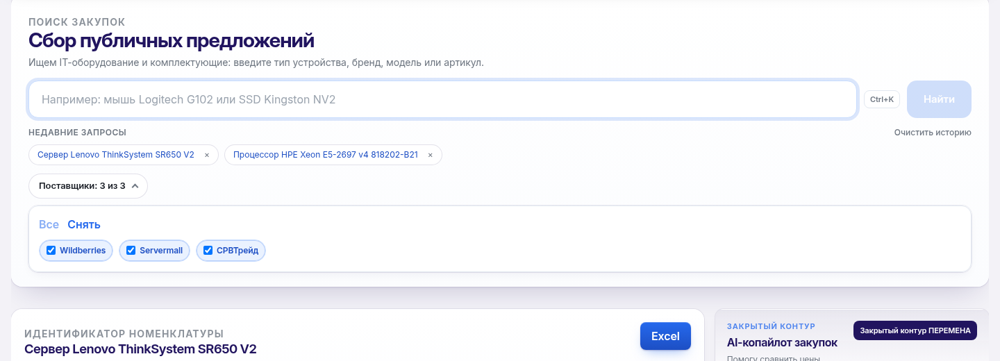 ПОИСК ЗАКУПОК
Сбор публичных предложений
Ищем IT-оборудование и комплектующие: введите тип устройства, бренд, модель или артикул.
Например: мышь Logitech G102 или SSD Kingston NV2
Ctrl+K
Найти
НЕДАВНИЕ ЗАПРОСЫ
Очистить историю
Сервер Lenovo ThinkSystem SR650 V2 ×
Процессор HPE Xeon E5-2697 v4 818202-B21 ×
Поставщики: 3 из 3
Все Снять
Wildberries
Servermall
СРВТрейд
ИДЕНТИФИКАТОР НОМЕНКЛАТУРЫ
Сервер Lenovo ThinkSystem SR650 V2
Excel
ЗАКРЫТЫЙ КОНТУР
AI-копайлот закупок
Закрытый контур ПЕРЕМЕНА
Помогу сравнить цены